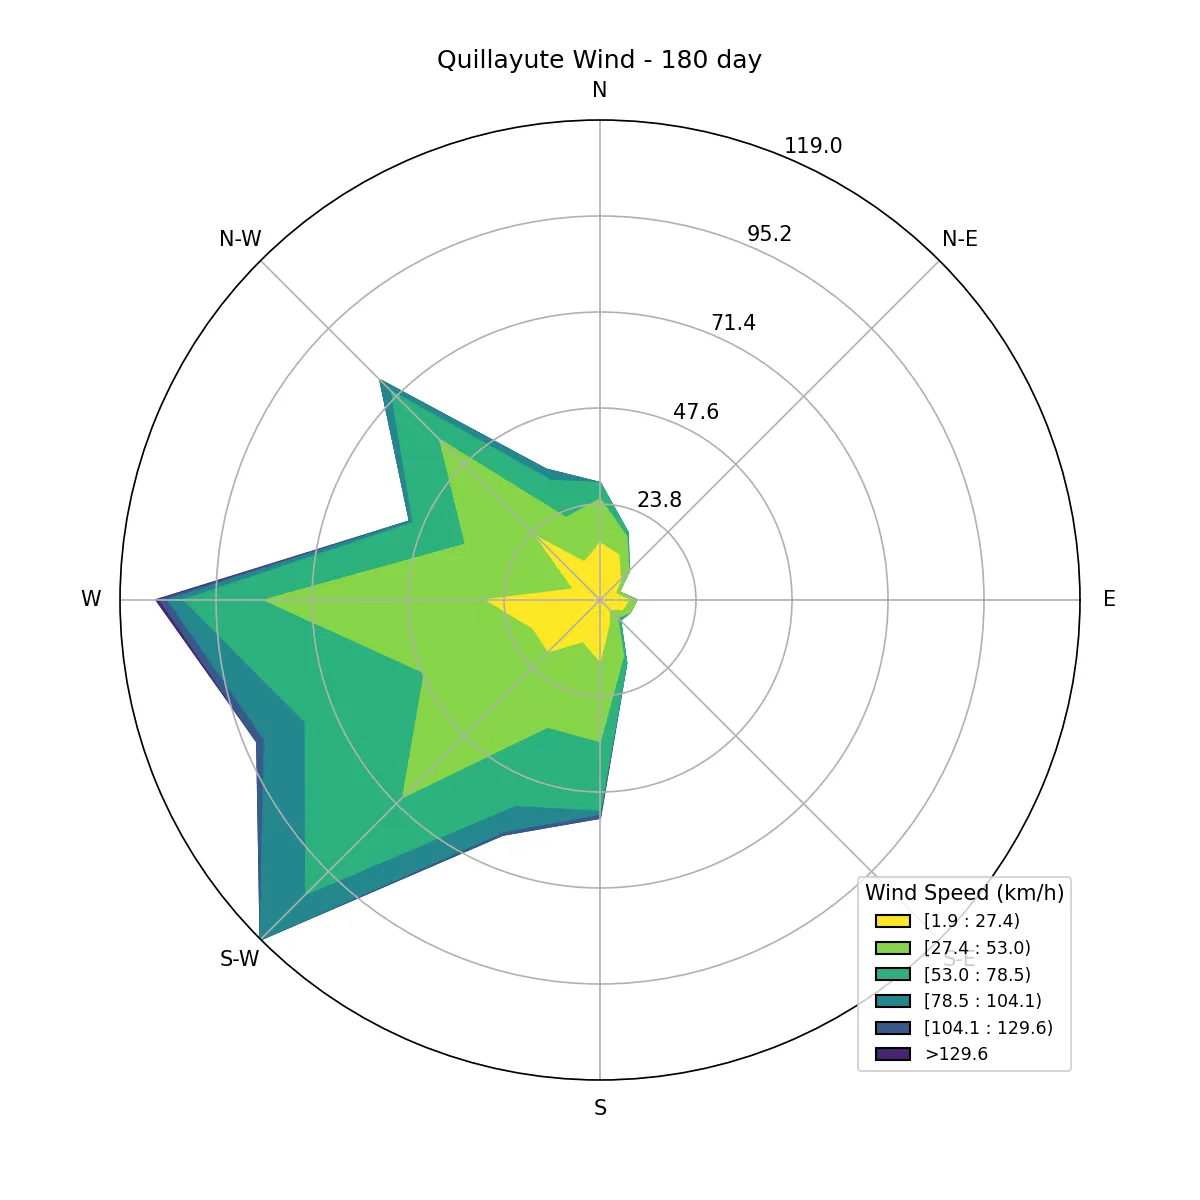 Quillayute Wind - 180 day
N
119.0
95.2
N-W
N-E
71.4
47.6
23.8
W
E
S-W
S-E
S
Wind Speed (km/h)
[1.9 : 27.4)
[27.4 : 53.0)
[53.0 : 78.5)
[78.5 : 104.1)
[104.1 : 129.6)
>129.6